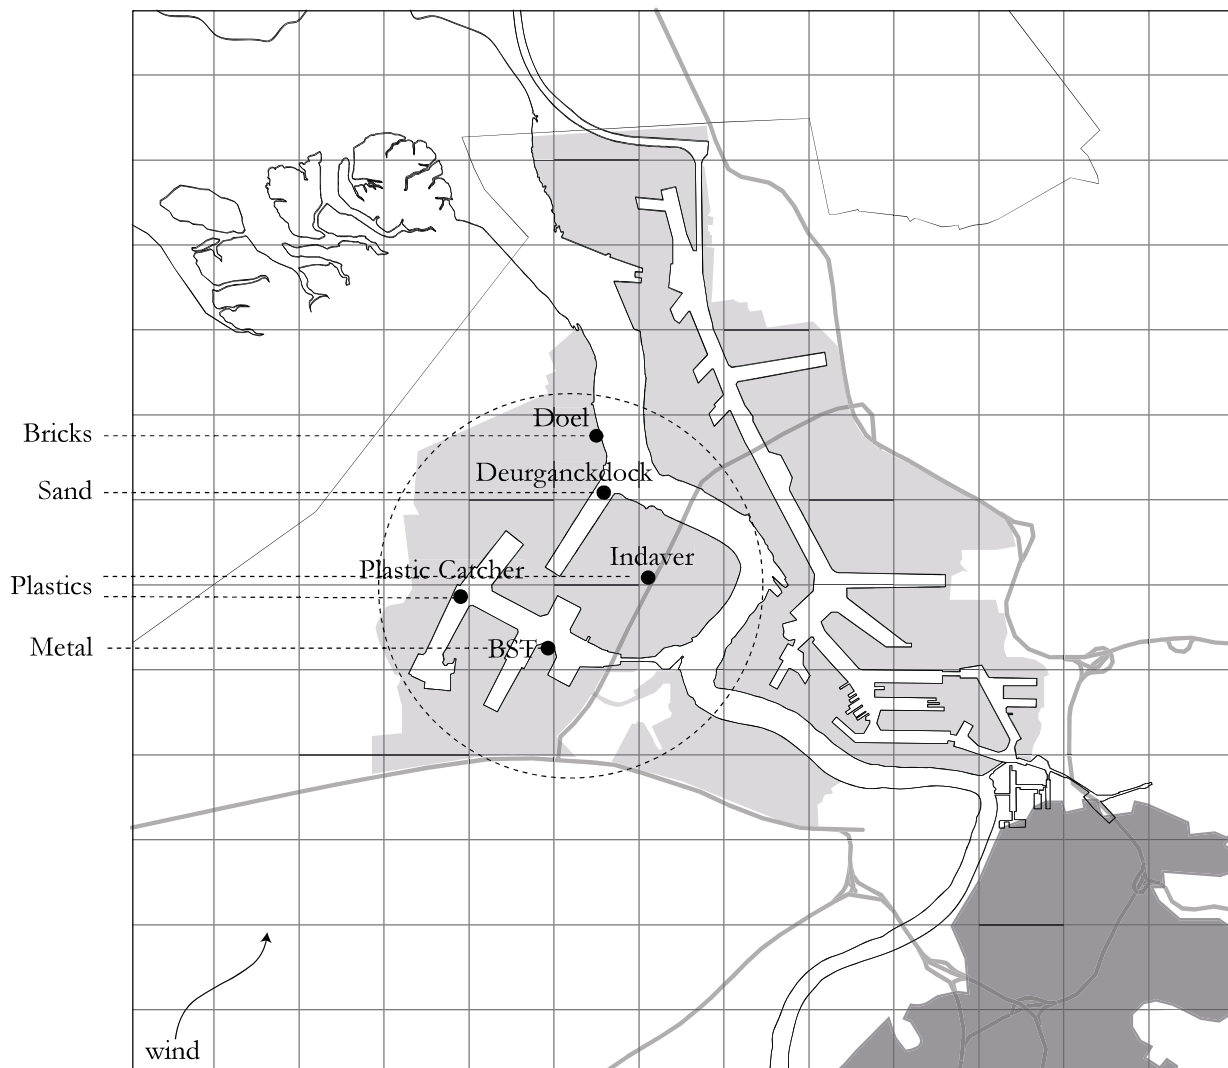 Doel
Bricks
Deurganckdock
Sand
Indaver
Plastic Catcher
Plastics
Metal
BST
wind